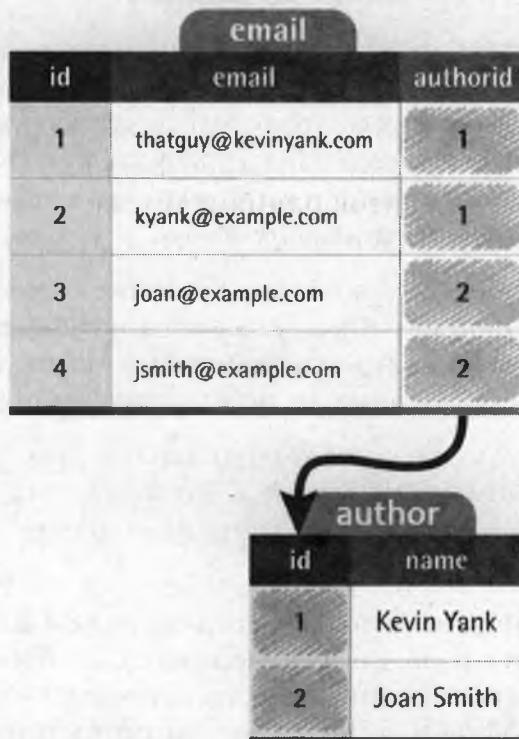 email
id email authorid
1 thatguy@kevinyank.com 1
2 kyank@example.com 1
3 joan@example.com 2
4 jsmith@example.com 2
author
id name
1 Kevin Yank
2 Joan Smith